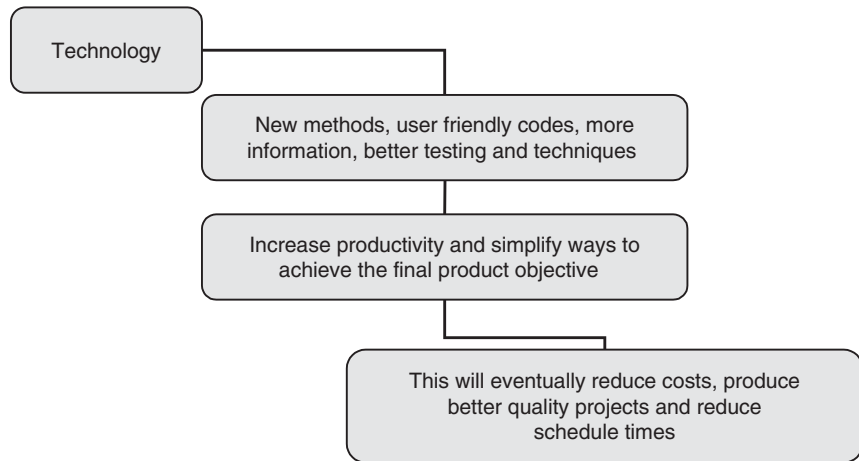 Technology
New methods, user friendly codes, more
information, better testing and techniques
Increase productivity and simplify ways to
achieve the final product objective
This will eventually reduce costs, produce
better quality projects and reduce
schedule times